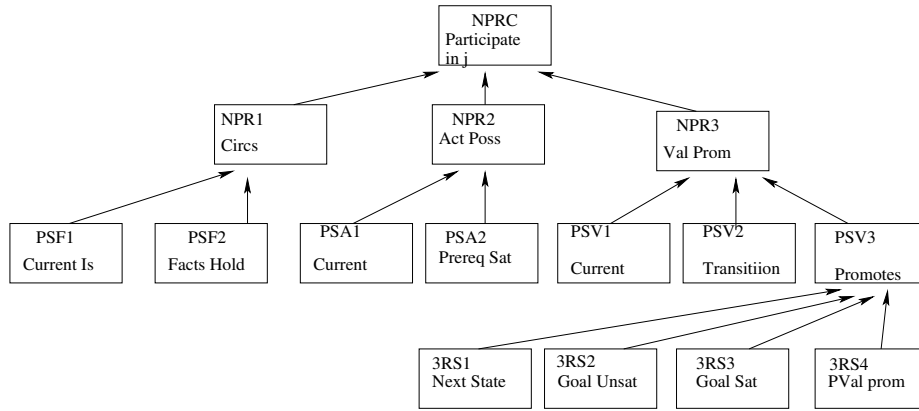 NPRC
Participate
in j
NPR1
Circs
NPR2
Act Poss
NPR3
Val Prom
PSF1
Current Is
PSF2
Facts Hold
PSA1
Current
PSA2
Prereq Sat
PSV1
Current
PSV2
Transitiion
PSV3
Promotes
3RS1
Next State
3RS2
Goal Unsat
3RS3
Goal Sat
3RS4
PVal prom